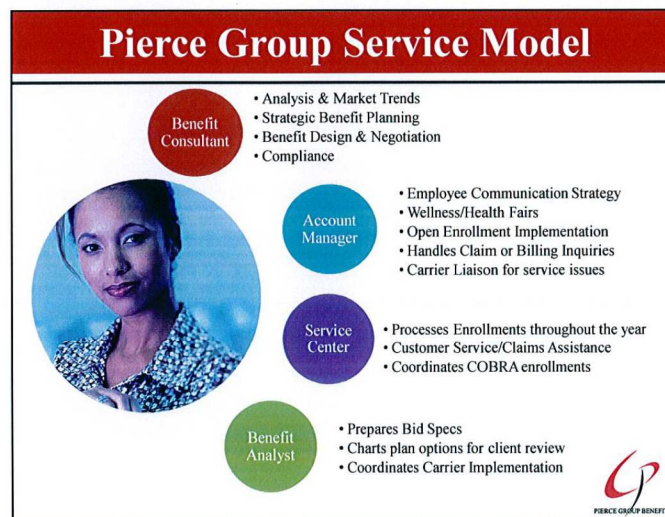 Pierce Group Service Model
Benefit
Consultant
• Analysis & Market Trends
• Strategic Benefit Planning
• Benefit Design & Negotiation
• Compliance
Account
Manager
• Employee Communication Strategy
• Wellness/Health Fairs
• Open Enrollment Implementation
• Handles Claim or Billing Inquiries
• Carrier Liaison for service issues
Service
Center
• Processes Enrollments throughout the year
• Customer Service/Claims Assistance
• Coordinates COBRA enrollments
Benefit
Analyst
• Prepares Bid Specs
• Charts plan options for client review
• Coordinates Carrier Implementation
PIERCE GROUP BENEFIT